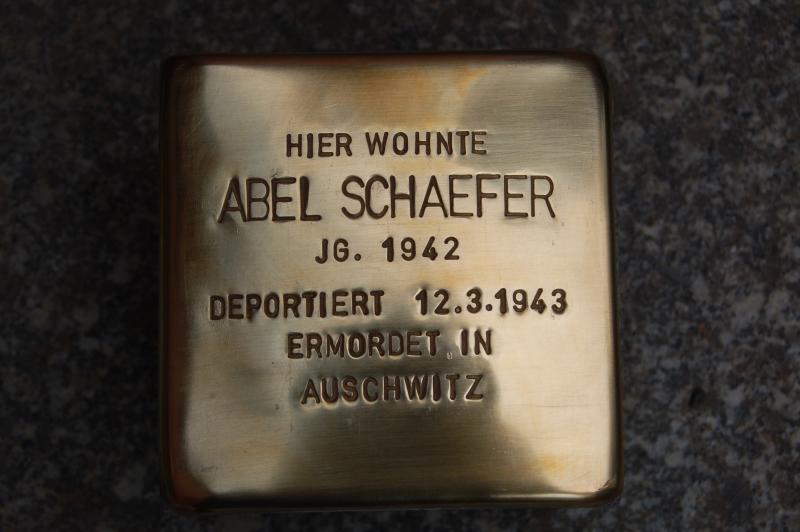 HIER WOHNTE
ABEL SCHAEFER
JG. 1942
DEPORTIERT 12.3.1943
ERMORDET IN
AUSCHWITZ